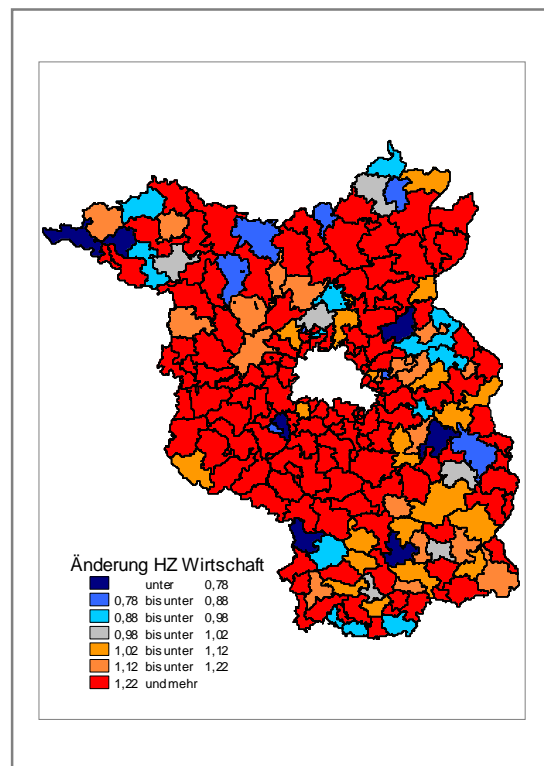 Änderung HZ Wirtschaft
unter 0,78
0,78 bis unter 0,88
0,88 bis unter 0,98
0,98 bis unter 1,02
1,02 bis unter 1,12
1,12 bis unter 1,22
1,22 und mehr